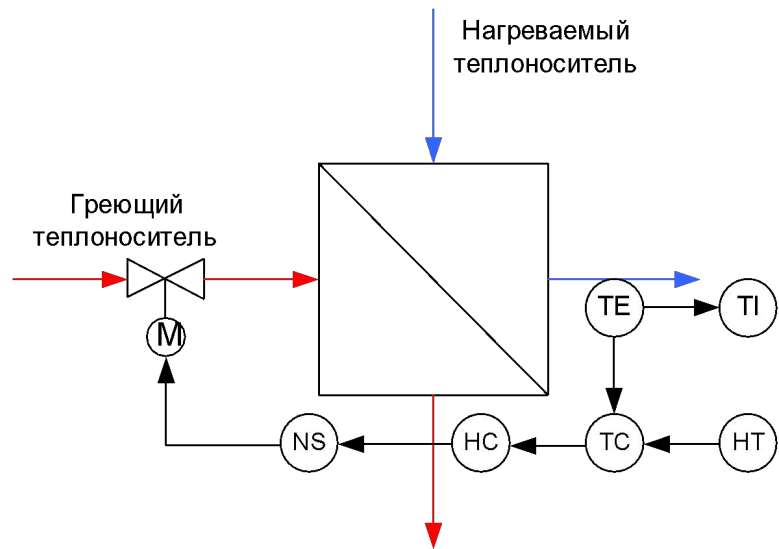 Нагреваемый
теплоноситель
Греющий
теплоноситель
TE
TI
M
NS
HC
TC
HT